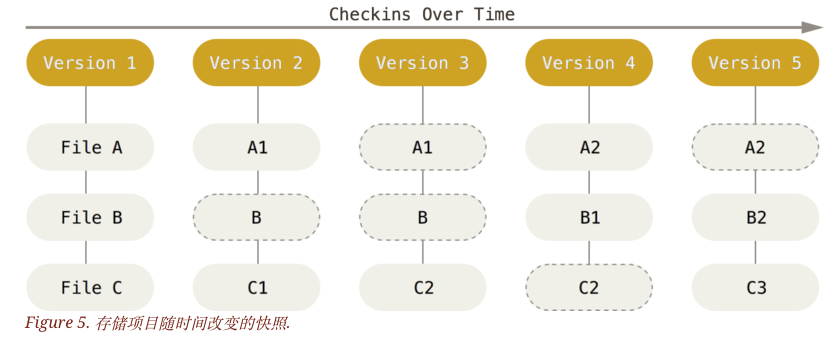 Checkins Over Time
Version 1 Version 2 Version 3 Version 4 Version 5
File A A1 A1 A2 A2
File B B B B1 B2
File C C1 C2 C2 C3
Figure 5. 存储项目随时间改变的快照.